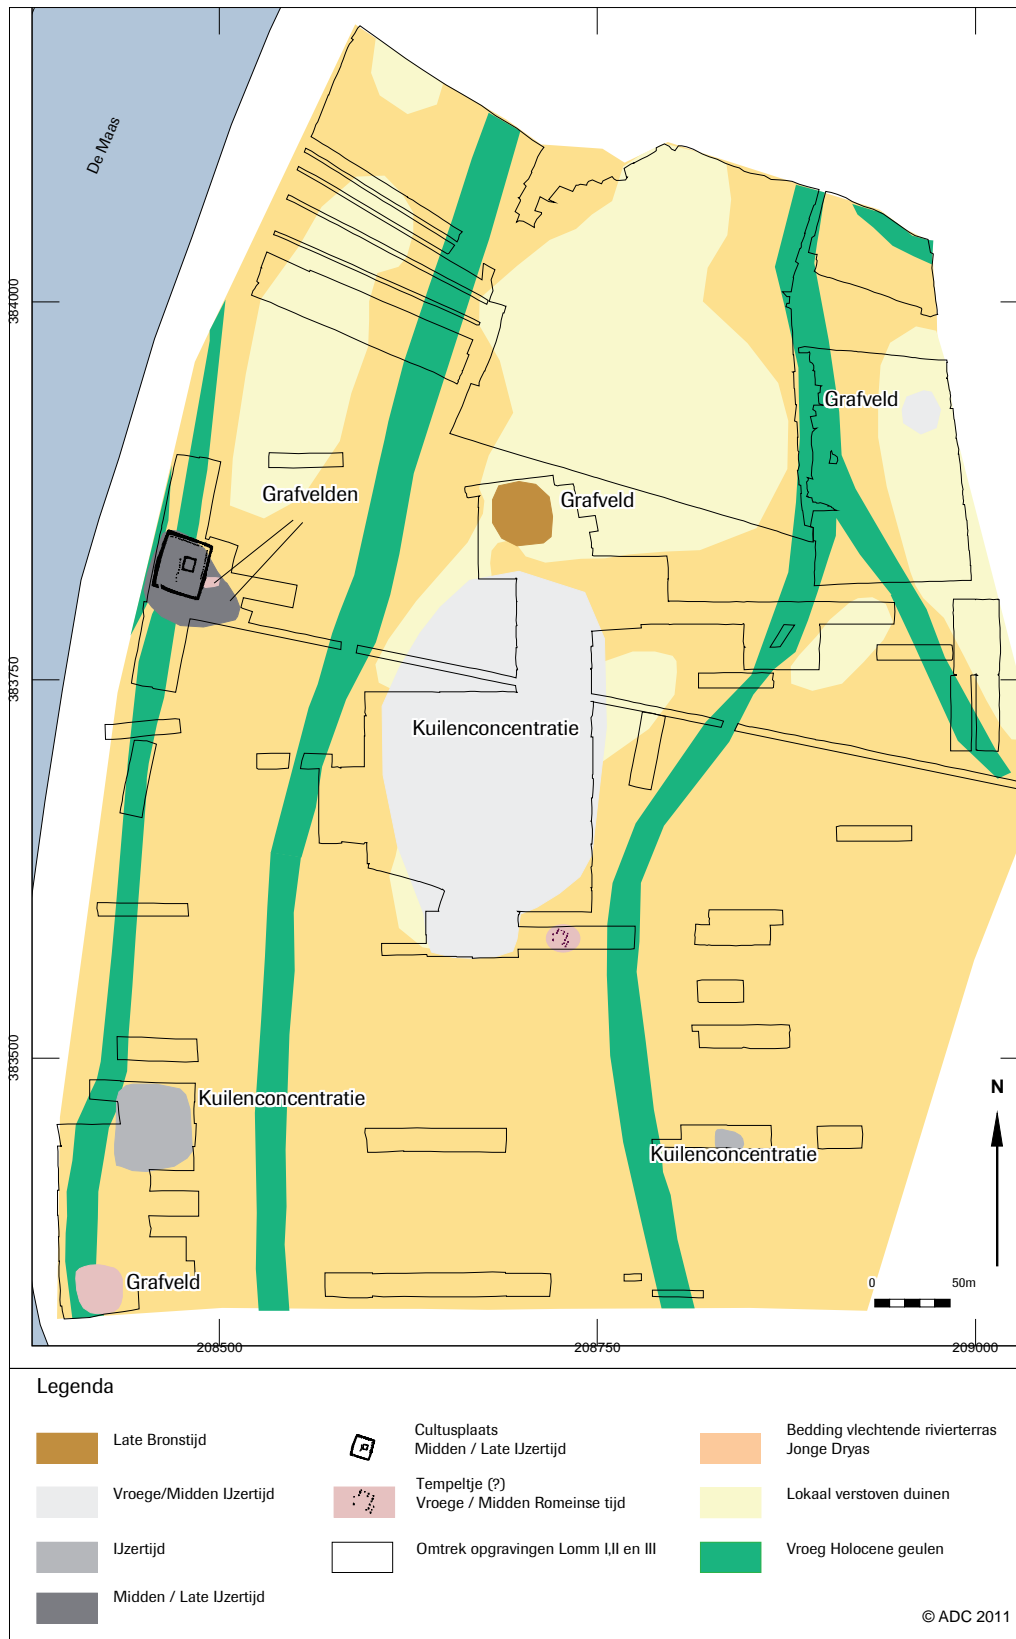 De Maas
384000
Grafveld
Grafvelden
Grafveld
383750
Kuilenconcentratie
383500
Kuilenconcentratie
N
Kuilenconcentratie
Grafveld
0 50m
208500 208750 209000
Legenda
Late Bronstijd
Vroege/Midden IJzertijd
IJzertijd
Midden / Late IJzertijd
Cultusplaats
Midden / Late IJzertijd
Tempeltje (?)
Vroege / Midden Romeinse tijd
Omtrek opgravingen Lomm I,II en III
Bedding vlechtende rivierterras
Jonge Dryas
Lokaal verstoven duinen
Vroeg Holocene geulen
© ADC 2011